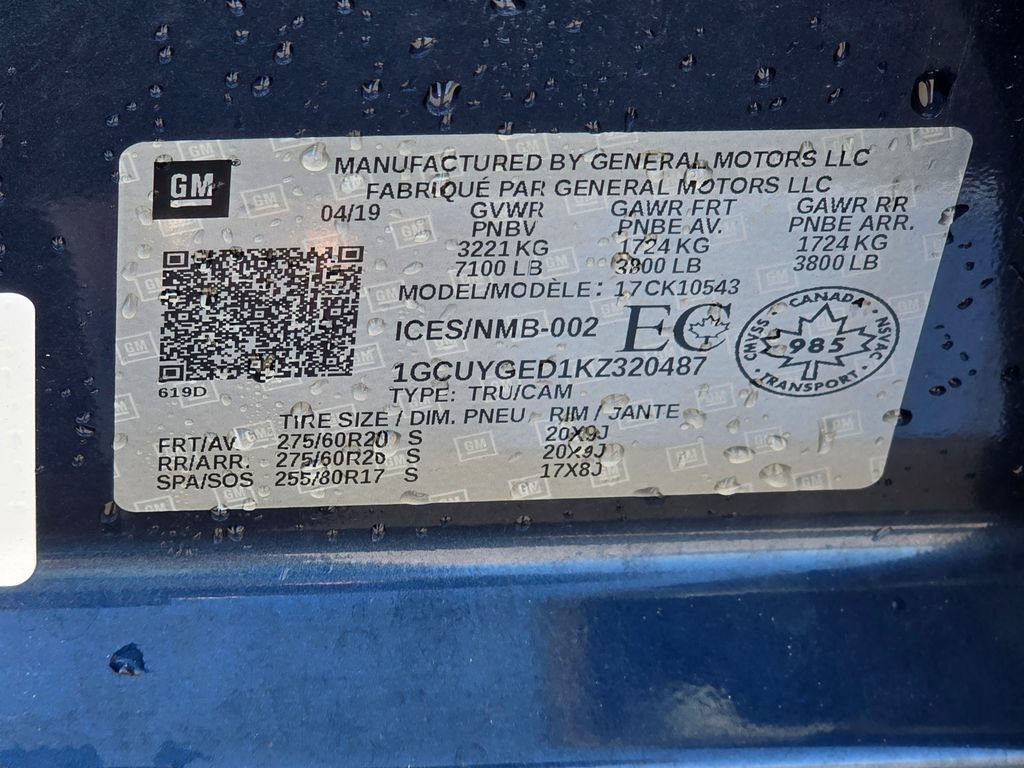 GM
MANUFACTURED BY GENERAL MOTORS LLC
FABRIQUÉ PAR GENERAL MOTORS LLC
04/19
GVWR GAWR FRT GAWR RR
PNBV PNBE AV. PNBE ARR.
3221 KG 1724 KG 1724 KG
7100 LB 3800 LB 3800 LB
MODEL/MODÈLE: 17CK10543
ICES/NMB-002 EC
CANADA
CMVSS 985 NSVAC
• TRANSPORT •
1GCUYGED1KZ320487
619D
TYPE: TRU/CAM
TIRE SIZE / DIM. PNEU RIM / JANTE
FRT/AV 275/60R20 S 20X9J
RR/ARR. 275/60R20 S 20X9J
SPA/SOS 255/80R17 S 17X8J